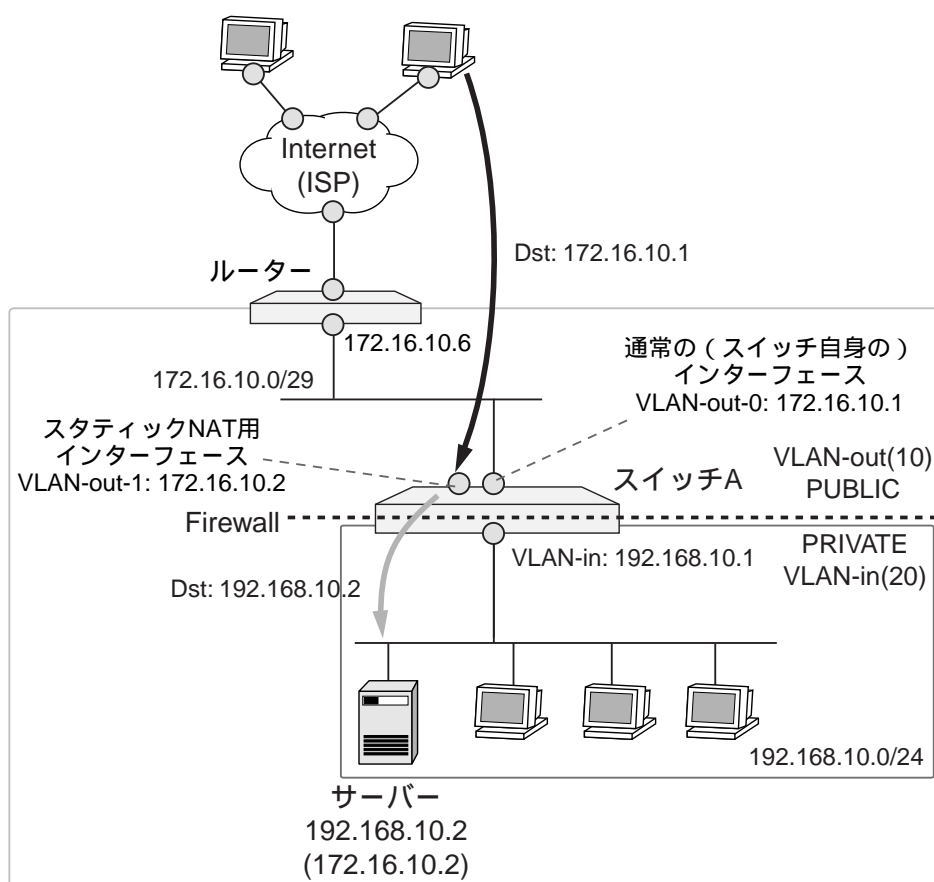 Internet
(ISP)
Dst: 172.16.10.1
ルーター
172.16.10.6
172.16.10.0/29
通常の（スイッチ自身の）
インターフェース
VLAN-out-0: 172.16.10.1
スタティックNAT用
インターフェース
VLAN-out-1: 172.16.10.2
スイッチA
VLAN-out(10)
PUBLIC
Firewall
PRIVATE
VLAN-in(20)
VLAN-in: 192.168.10.1
Dst: 192.168.10.2
192.168.10.0/24
サーバー
192.168.10.2
(172.16.10.2)